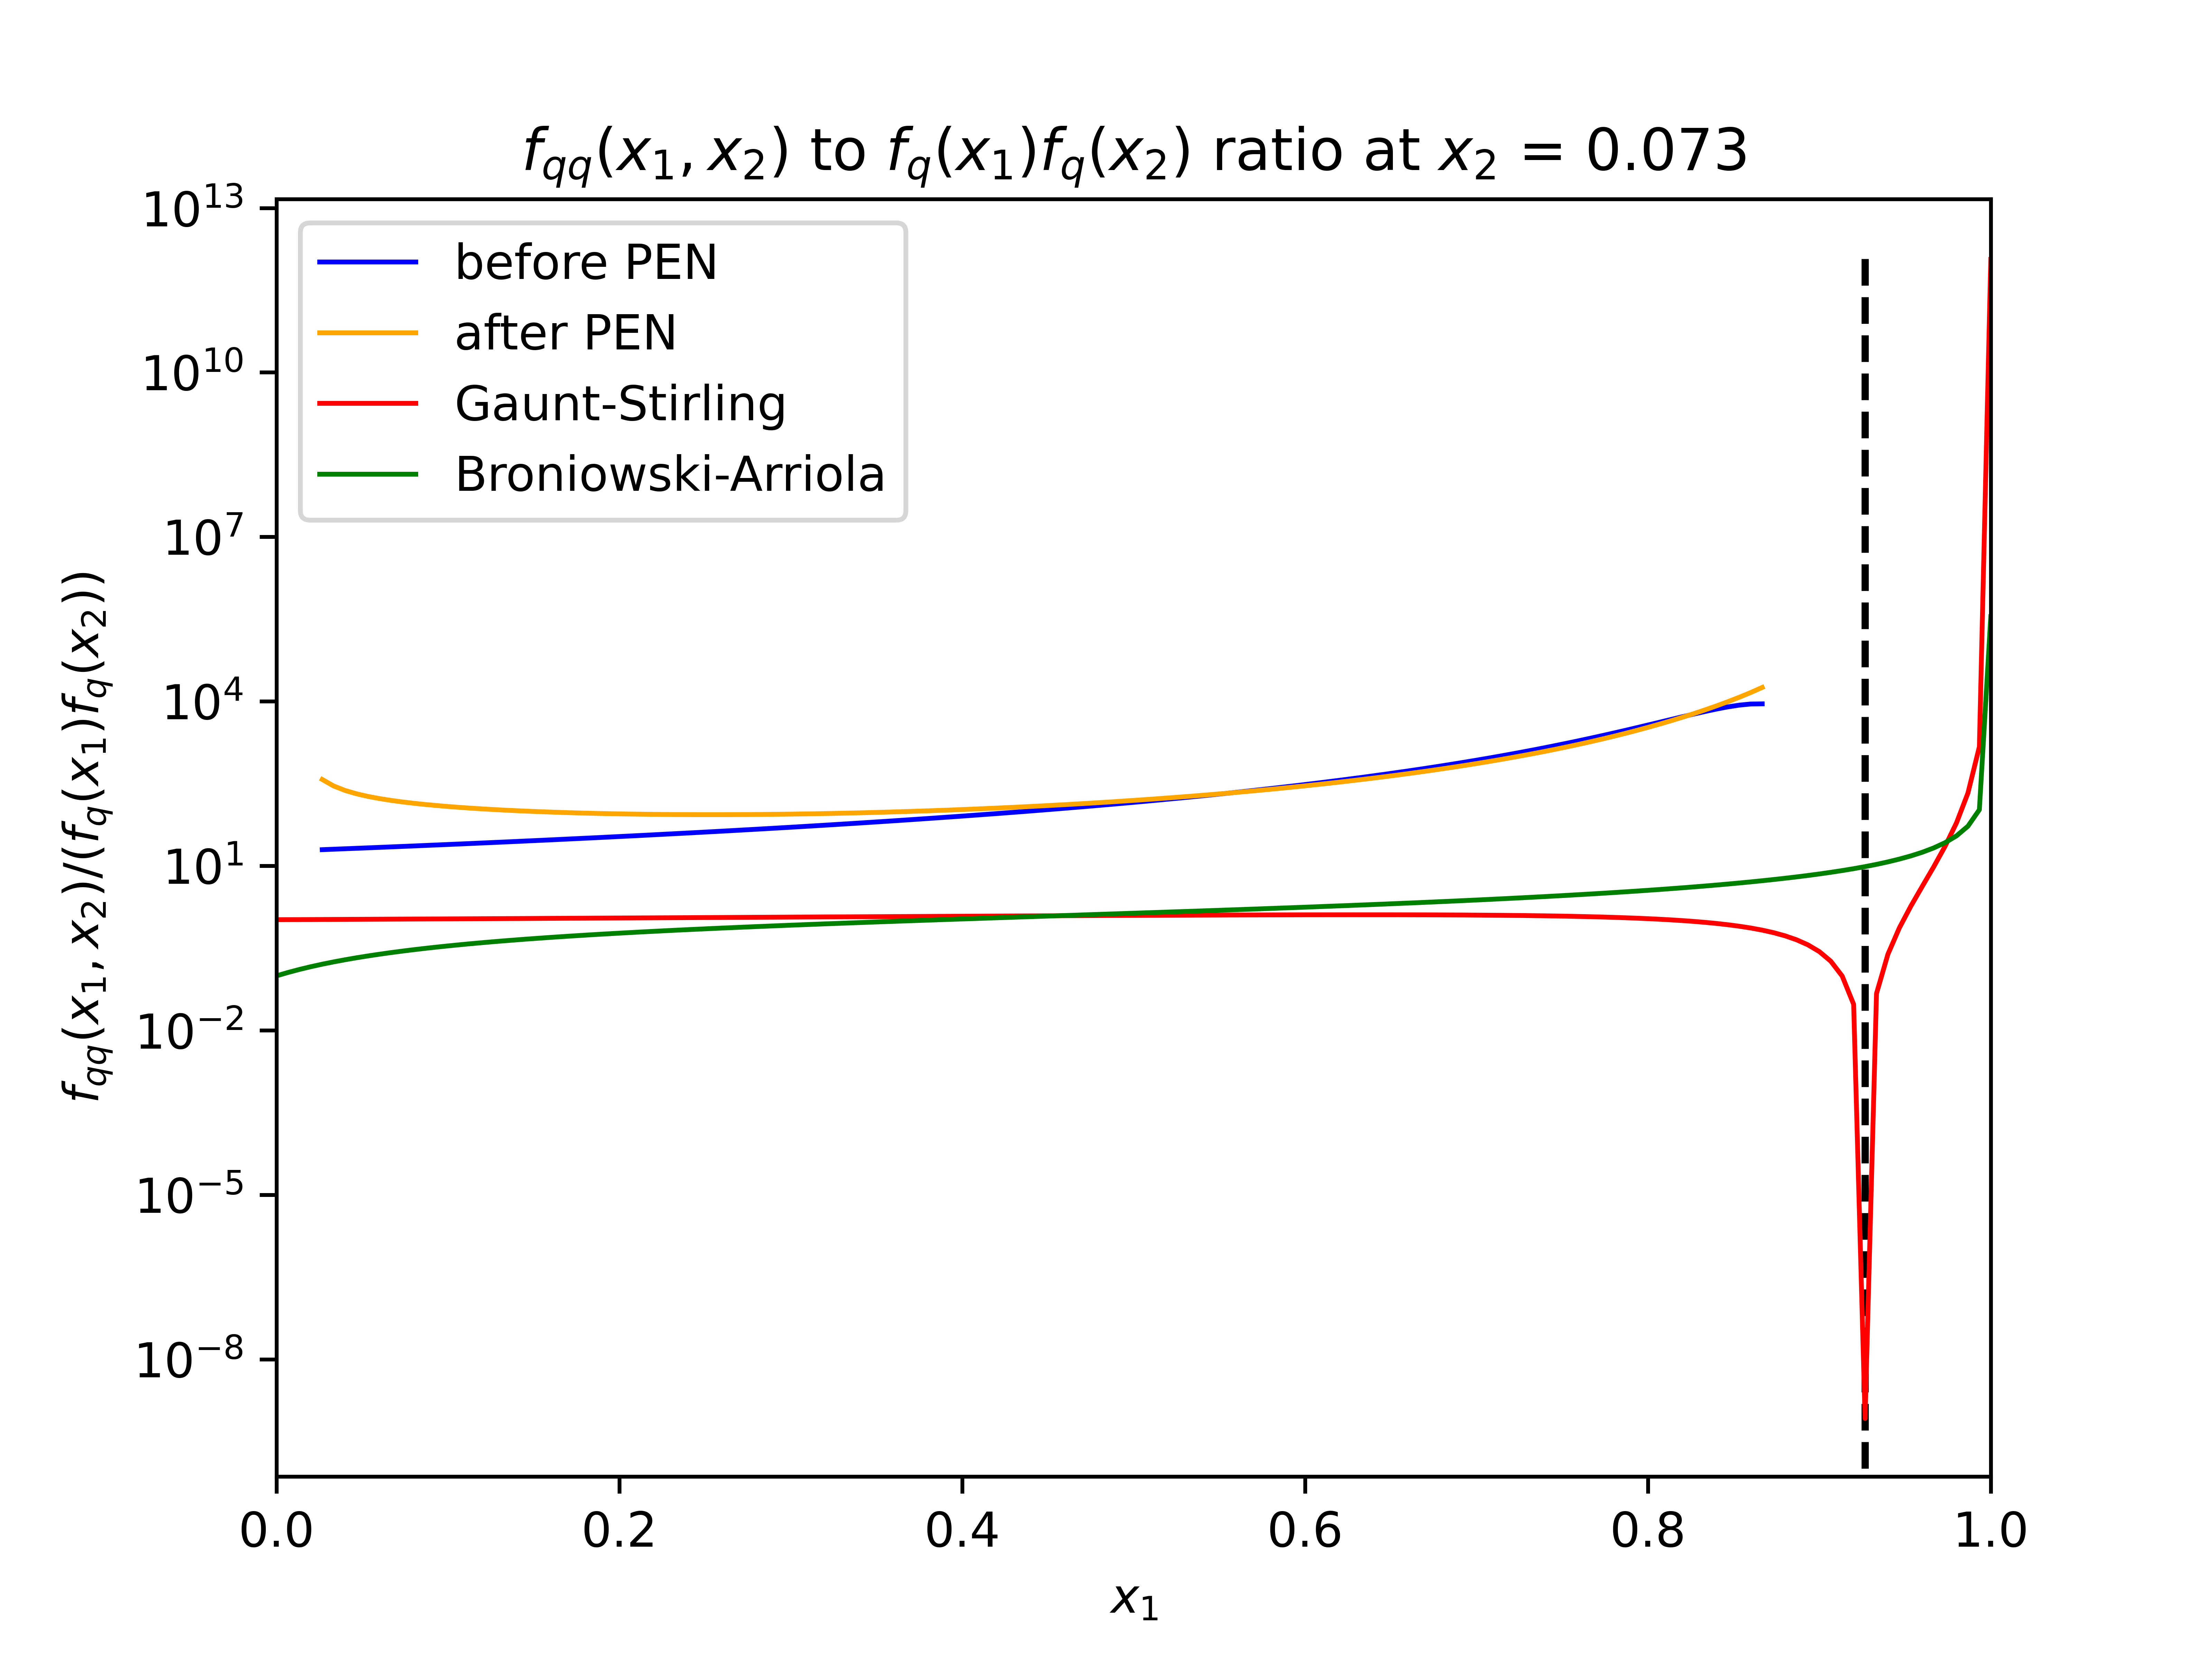 f_qq(x_1, x_2) to f_q(x_1)f_q(x_2) ratio at x_2 = 0.073
before PEN
after PEN
Gaunt-Stirling
Broniowski-Arriola
f_qq(x_1, x_2)/(f_q(x_1)f_q(x_2))
10^13
10^10
10^7
10^4
10^1
10^−2
10^−5
10^−8
0.0 0.2 0.4 0.6 0.8 1.0
x_1